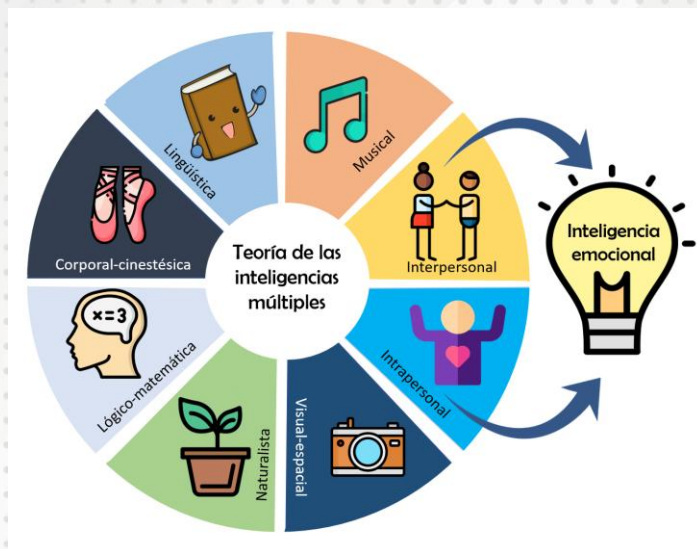 Teoría de las
inteligencias
múltiples
Lingüística
Musical
Interpersonal
Intrapersonal
Visual-espacial
Naturalista
Lógico-matemática
x=3
Corporal-cinestésica
Inteligencia
emocional